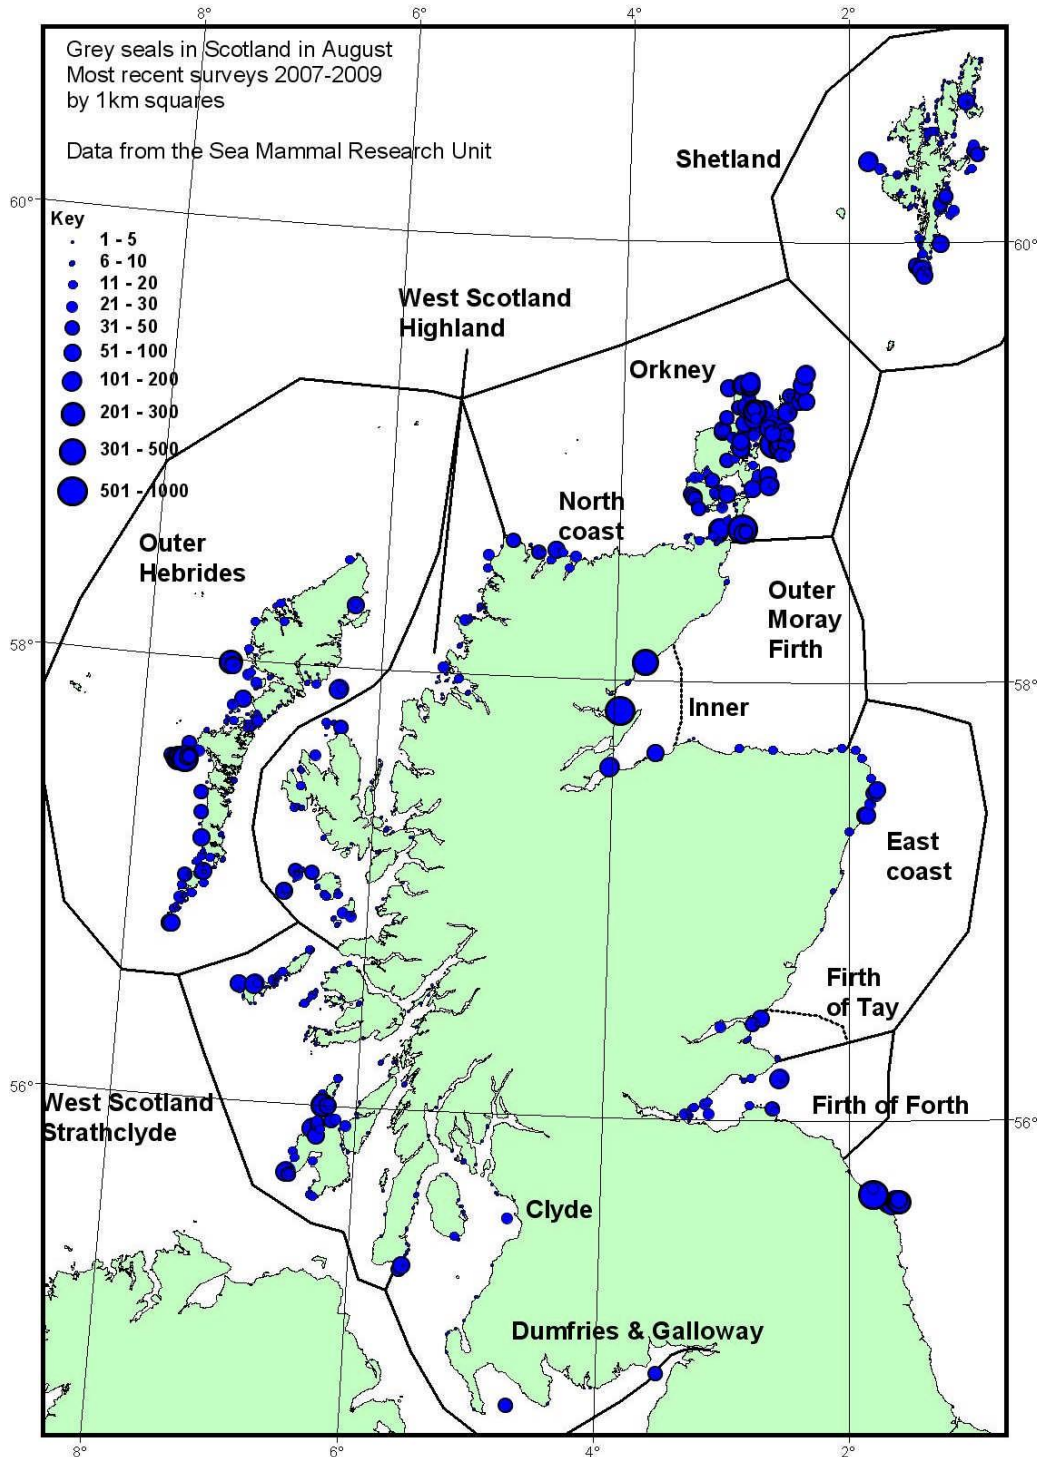 8°
6°
4°
2°
Grey seals in Scotland in August
Most recent surveys 2007-2009
by 1km squares
Data from the Sea Mammal Research Unit
Shetland
60°
Key
60°
1 - 5
6 - 10
11 - 20
21 - 30
31 - 50
51 - 100
101 - 200
201 - 300
301 - 500
501 - 1000
West Scotland
Highland
Orkney
North
coast
Outer
Hebrides
Outer
Moray
Firth
58°
58°
Inner
East
coast
Firth
of Tay
56°
West Scotland
Strathclyde
Firth of Forth
56°
Clyde
Dumfries & Galloway
8°
6°
4°
2°